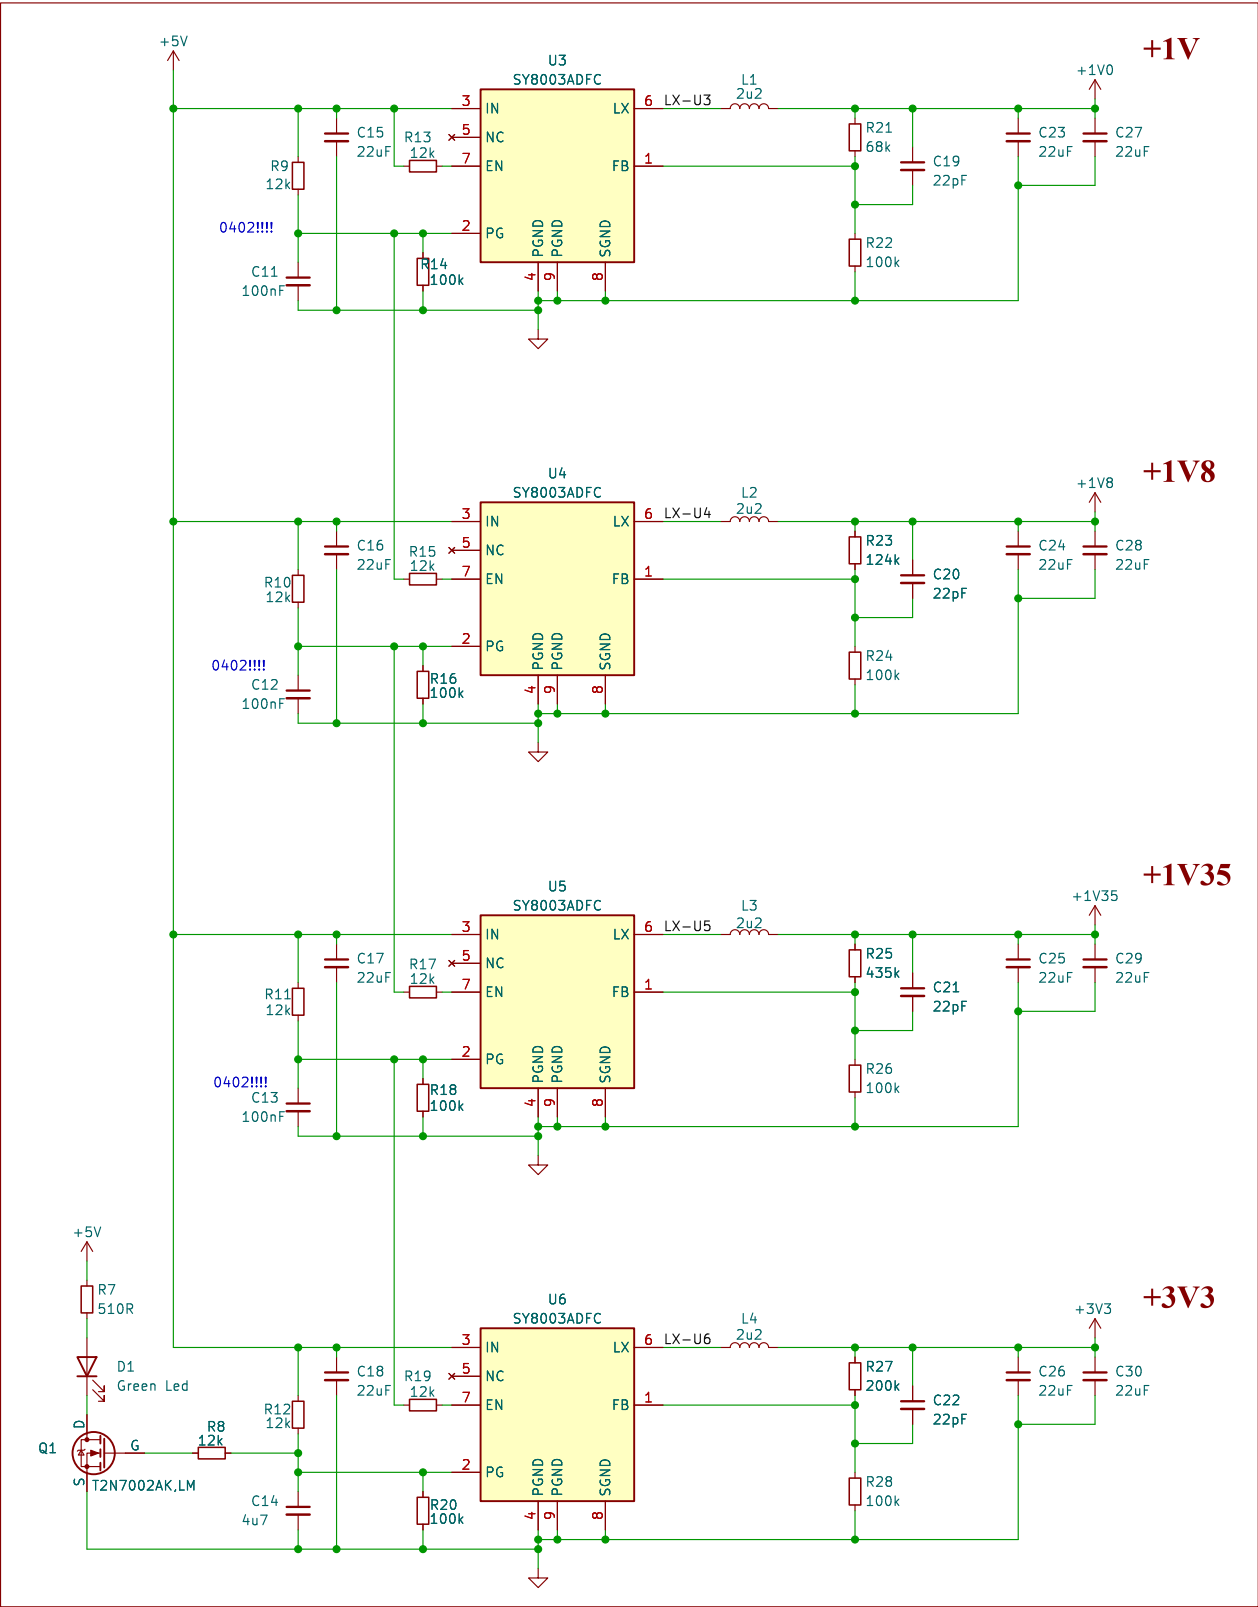 +5V
+1V
+1V0
U3
SY8003ADFC
3 IN
5 NC
7 EN
2 PG
LX 6
FB 1
PGND
PGND
SGND
4
9
8
LX-U3
L1
2u2
R9
12k
C15
22uF
R13
12k
0402!!!!
C11
100nF
R14
100k
R21
68k
C19
22pF
R22
100k
C23
22uF
C27
22uF
+1V8
+1V8
U4
SY8003ADFC
3 IN
5 NC
7 EN
2 PG
LX 6
FB 1
PGND
PGND
SGND
4
9
8
LX-U4
L2
2u2
R10
12k
C16
22uF
R15
12k
0402!!!!
C12
100nF
R16
100k
R23
124k
C20
22pF
R24
100k
C24
22uF
C28
22uF
+1V35
+1V35
U5
SY8003ADFC
3 IN
5 NC
7 EN
2 PG
LX 6
FB 1
PGND
PGND
SGND
4
9
8
LX-U5
L3
2u2
R11
12k
C17
22uF
R17
12k
0402!!!!
C13
100nF
R18
100k
R25
435k
C21
22pF
R26
100k
C25
22uF
C29
22uF
+3V3
+3V3
U6
SY8003ADFC
3 IN
5 NC
7 EN
2 PG
LX 6
FB 1
PGND
PGND
SGND
4
9
8
LX-U6
L4
2u2
R12
12k
C18
22uF
R19
12k
C14
4u7
R20
100k
R27
200k
C22
22pF
R28
100k
C26
22uF
C30
22uF
+5V
R7
510R
D1
Green Led
R8
12k
Q1
D
G
S
T2N7002AK,LM